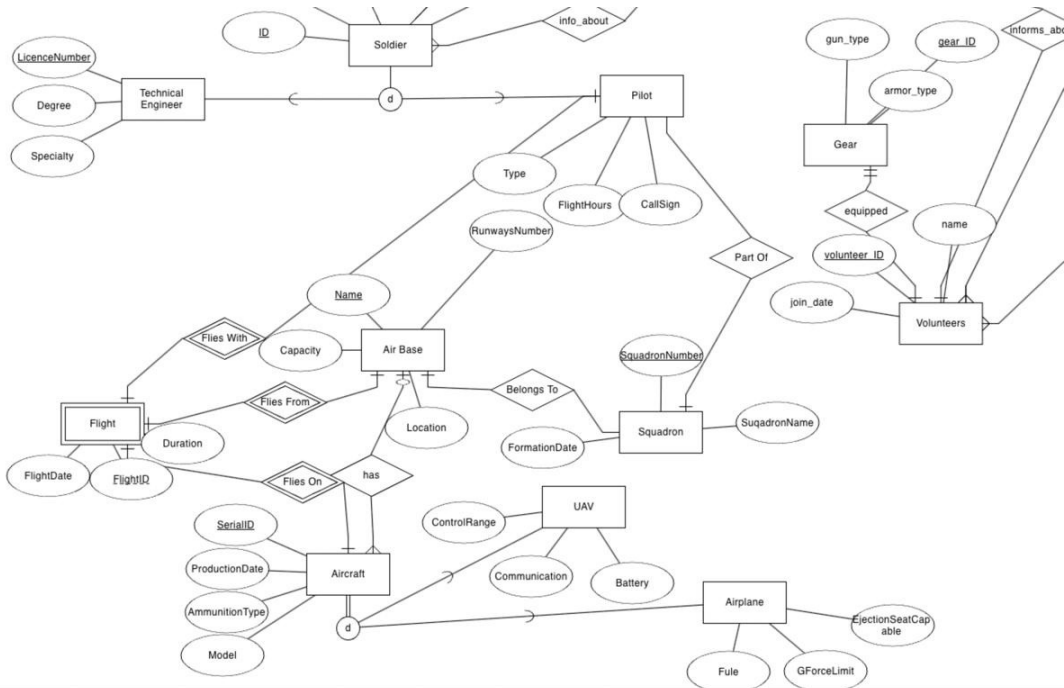 ID
Soldier
info_about
gun_type
gear_ID
informs_abo
LicenceNumber
Technical
Engineer
Degree
d
Pilot
armor_type
Gear
Specialty
Type
FlightHours
CallSign
equipped
name
RunwaysNumber
volunteer_ID
Part Of
Name
join_date
Volunteers
Flies With
Capacity
Air Base
SquadronNumber
Belongs To
Flies From
Flight
Duration
Location
FormationDate
Squadron
SuqadronName
FlightDate
FlightID
Flies On
has
UAV
SerialID
ControlRange
ProductionDate
Aircraft
Communication
Battery
AmmunitionType
Airplane
EjectionSeatCap
able
d
Model
Fule
GForceLimit